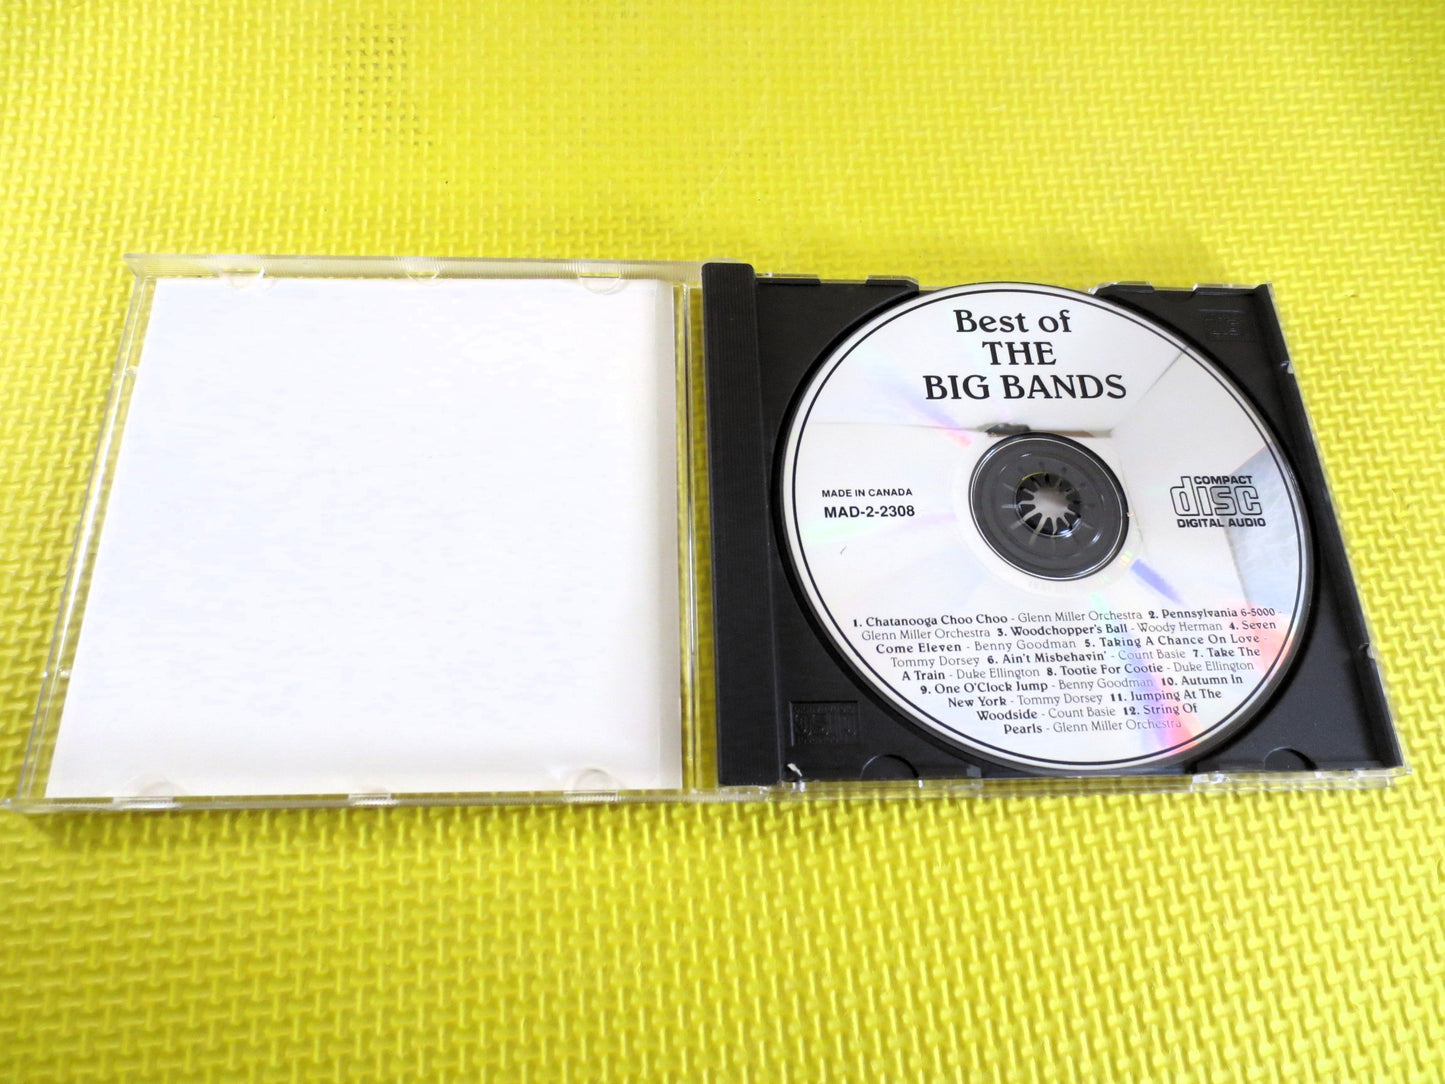 Best of
THE
BIG BANDS
MADE IN CANADA
MAD-2-2308
COMPACT
disc
DIGITAL AUDIO
1. Chatanooga Choo Choo - Glenn Miller Orchestra 2. Pennsylvania 6-5000 -
Glenn Miller Orchestra 3. Woodchopper's Ball - Woody Herman 4. Seven
Come Eleven - Benny Goodman 5. Taking A Chance On Love -
Tommy Dorsey 6. Ain't Misbehavin' - Count Basie 7. Take The
A Train - Duke Ellington 8. Tootie For Cootie - Duke Ellington
9. One O'Clock Jump - Benny Goodman 10. Autumn In
New York - Tommy Dorsey 11. Jumping At The
Woodside - Count Basie 12. String Of
Pearls - Glenn Miller Orchestra